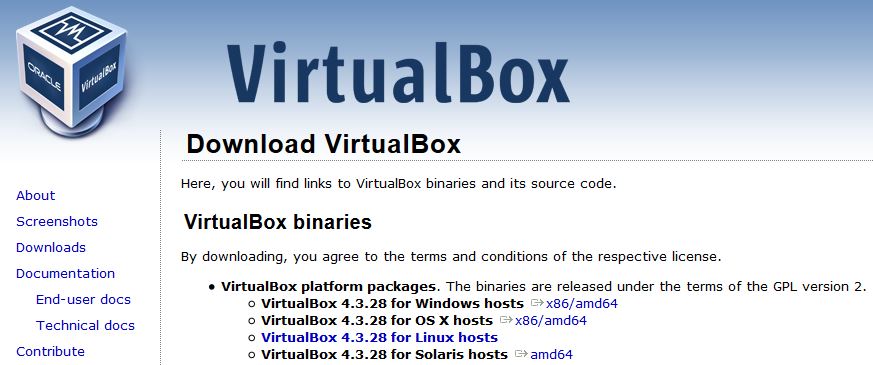 ORACLE
VirtualBox
VirtualBox
Download VirtualBox
Here, you will find links to VirtualBox binaries and its source code.
VirtualBox binaries
By downloading, you agree to the terms and conditions of the respective license.
• VirtualBox platform packages. The binaries are released under the terms of the GPL version 2.
○ VirtualBox 4.3.28 for Windows hosts x86/amd64
○ VirtualBox 4.3.28 for OS X hosts x86/amd64
○ VirtualBox 4.3.28 for Linux hosts
○ VirtualBox 4.3.28 for Solaris hosts amd64
About
Screenshots
Downloads
Documentation
End-user docs
Technical docs
Contribute